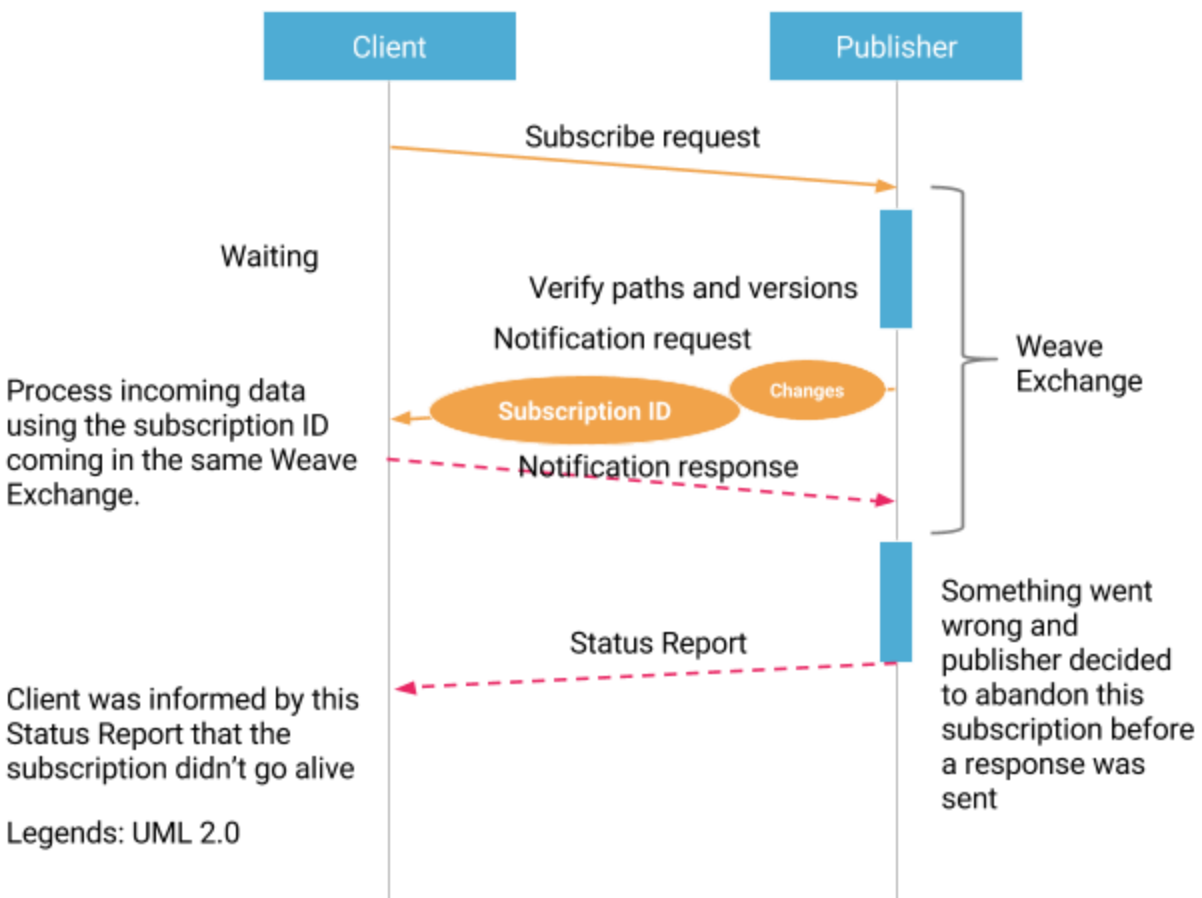 Client
Publisher
Subscribe request
Waiting
Verify paths and versions
Notification request
Changes
Subscription ID
Weave
Exchange
Process incoming data
using the subscription ID
coming in the same Weave
Exchange.
Notification response
Something went
wrong and
publisher decided
to abandon this
subscription before
a response was
sent
Status Report
Client was informed by this
Status Report that the
subscription didn’t go alive
Legends: UML 2.0